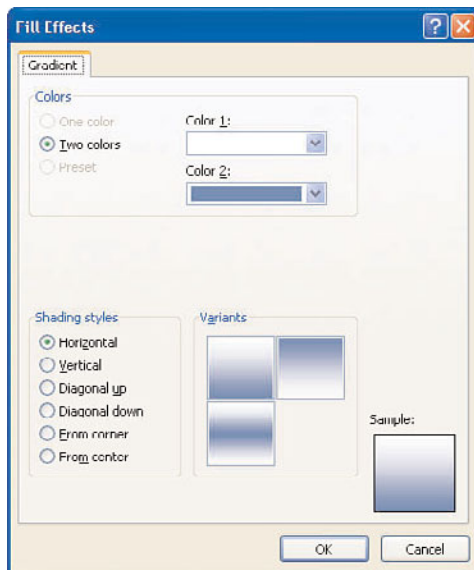 Fill Effects
Gradient
Colors
One color
Two colors
Preset
Color 1:
Color 2:
Shading styles
Horizontal
Vertical
Diagonal up
Diagonal down
From corner
From center
Variants
Sample:
OK
Cancel